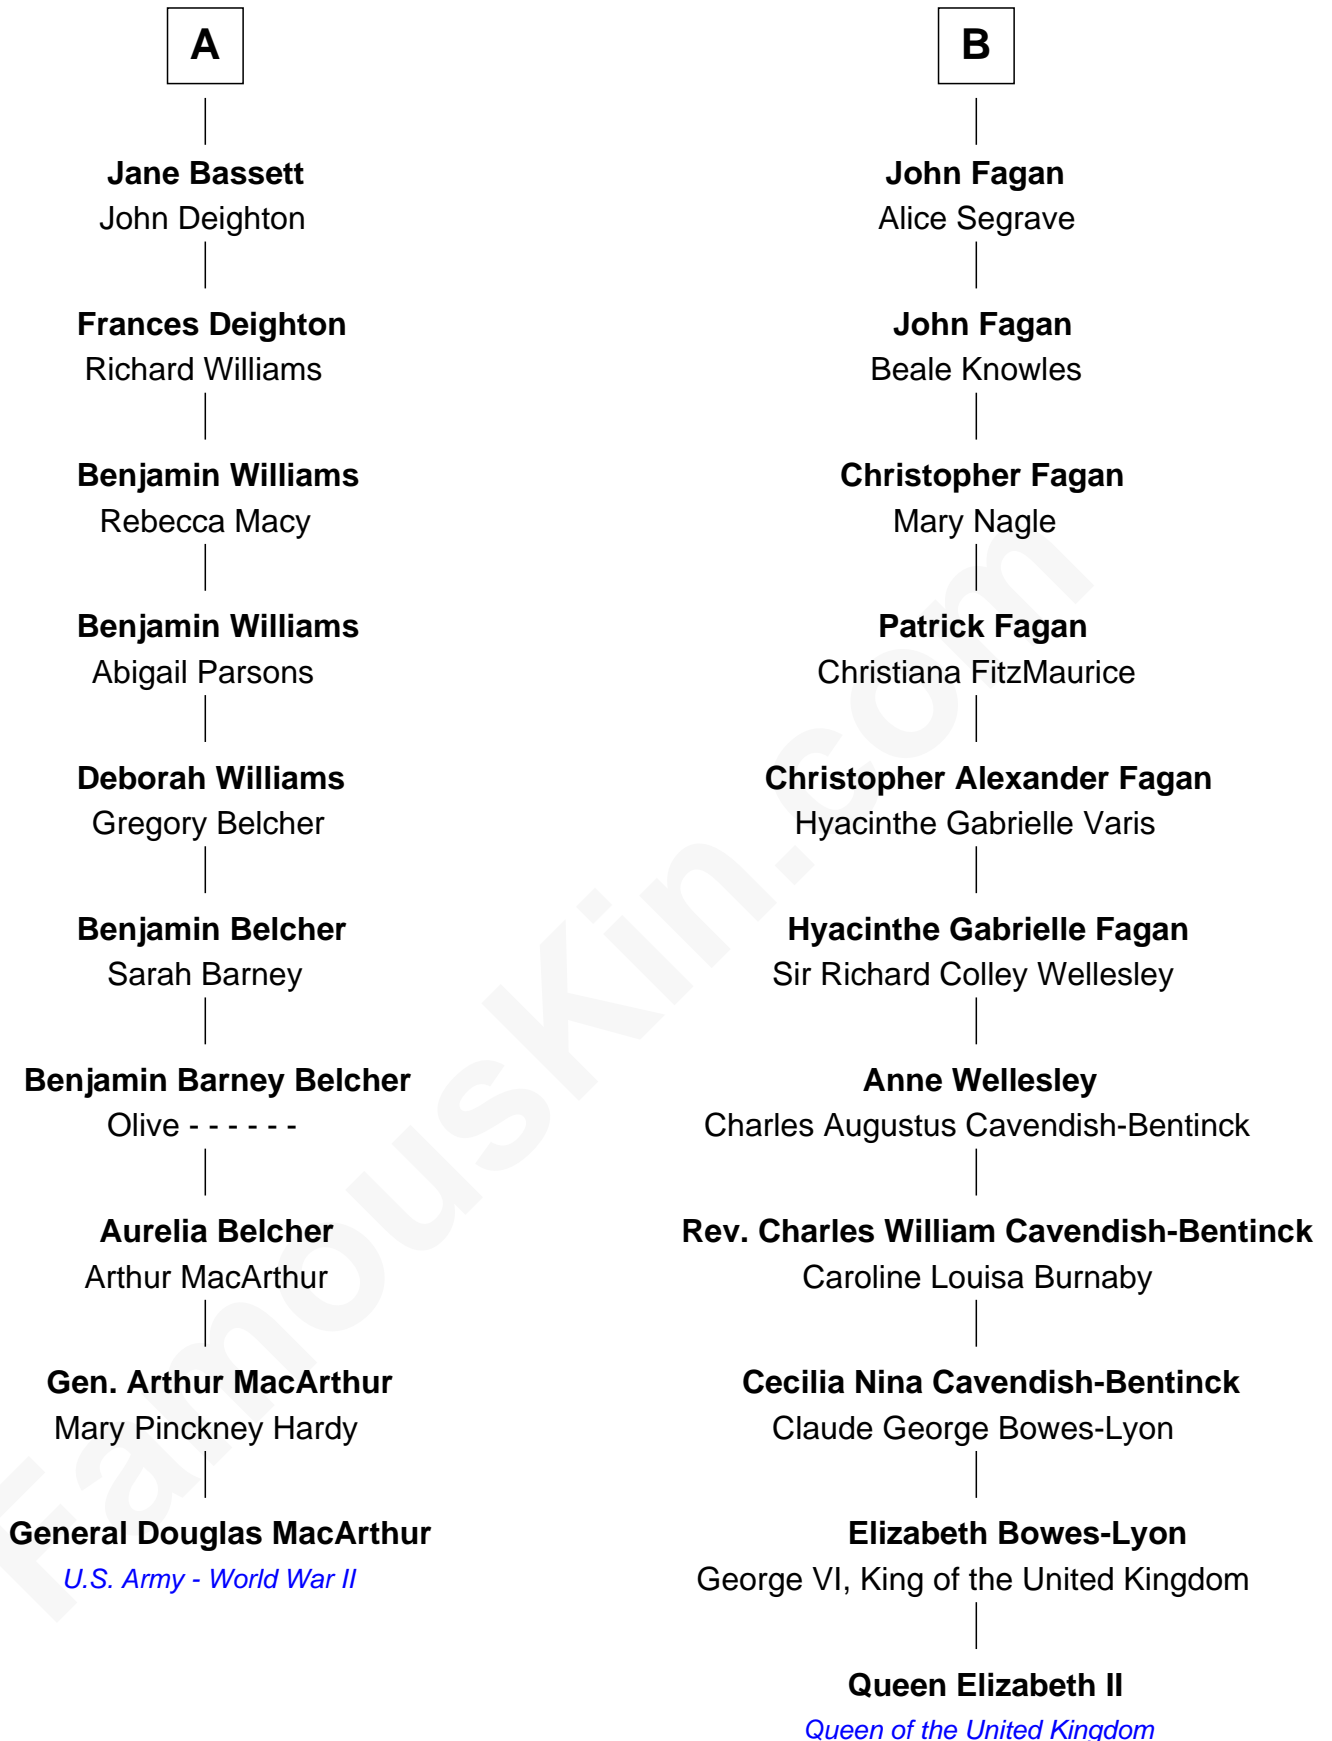 A
Jane Bassett
John Deighton
Frances Deighton
Richard Williams
Benjamin Williams
Rebecca Macy
Benjamin Williams
Abigail Parsons
Deborah Williams
Gregory Belcher
Benjamin Belcher
Sarah Barney
Benjamin Barney Belcher
Olive - - - - - -
Aurelia Belcher
Arthur MacArthur
Gen. Arthur MacArthur
Mary Pinckney Hardy
General Douglas MacArthur
U.S. Army - World War II
B
John Fagan
Alice Segrave
John Fagan
Beale Knowles
Christopher Fagan
Mary Nagle
Patrick Fagan
Christiana FitzMaurice
Christopher Alexander Fagan
Hyacinthe Gabrielle Varis
Hyacinthe Gabrielle Fagan
Sir Richard Colley Wellesley
Anne Wellesley
Charles Augustus Cavendish-Bentinck
Rev. Charles William Cavendish-Bentinck
Caroline Louisa Burnaby
Cecilia Nina Cavendish-Bentinck
Claude George Bowes-Lyon
Elizabeth Bowes-Lyon
George VI, King of the United Kingdom
Queen Elizabeth II
Queen of the United Kingdom
FamousKin.com